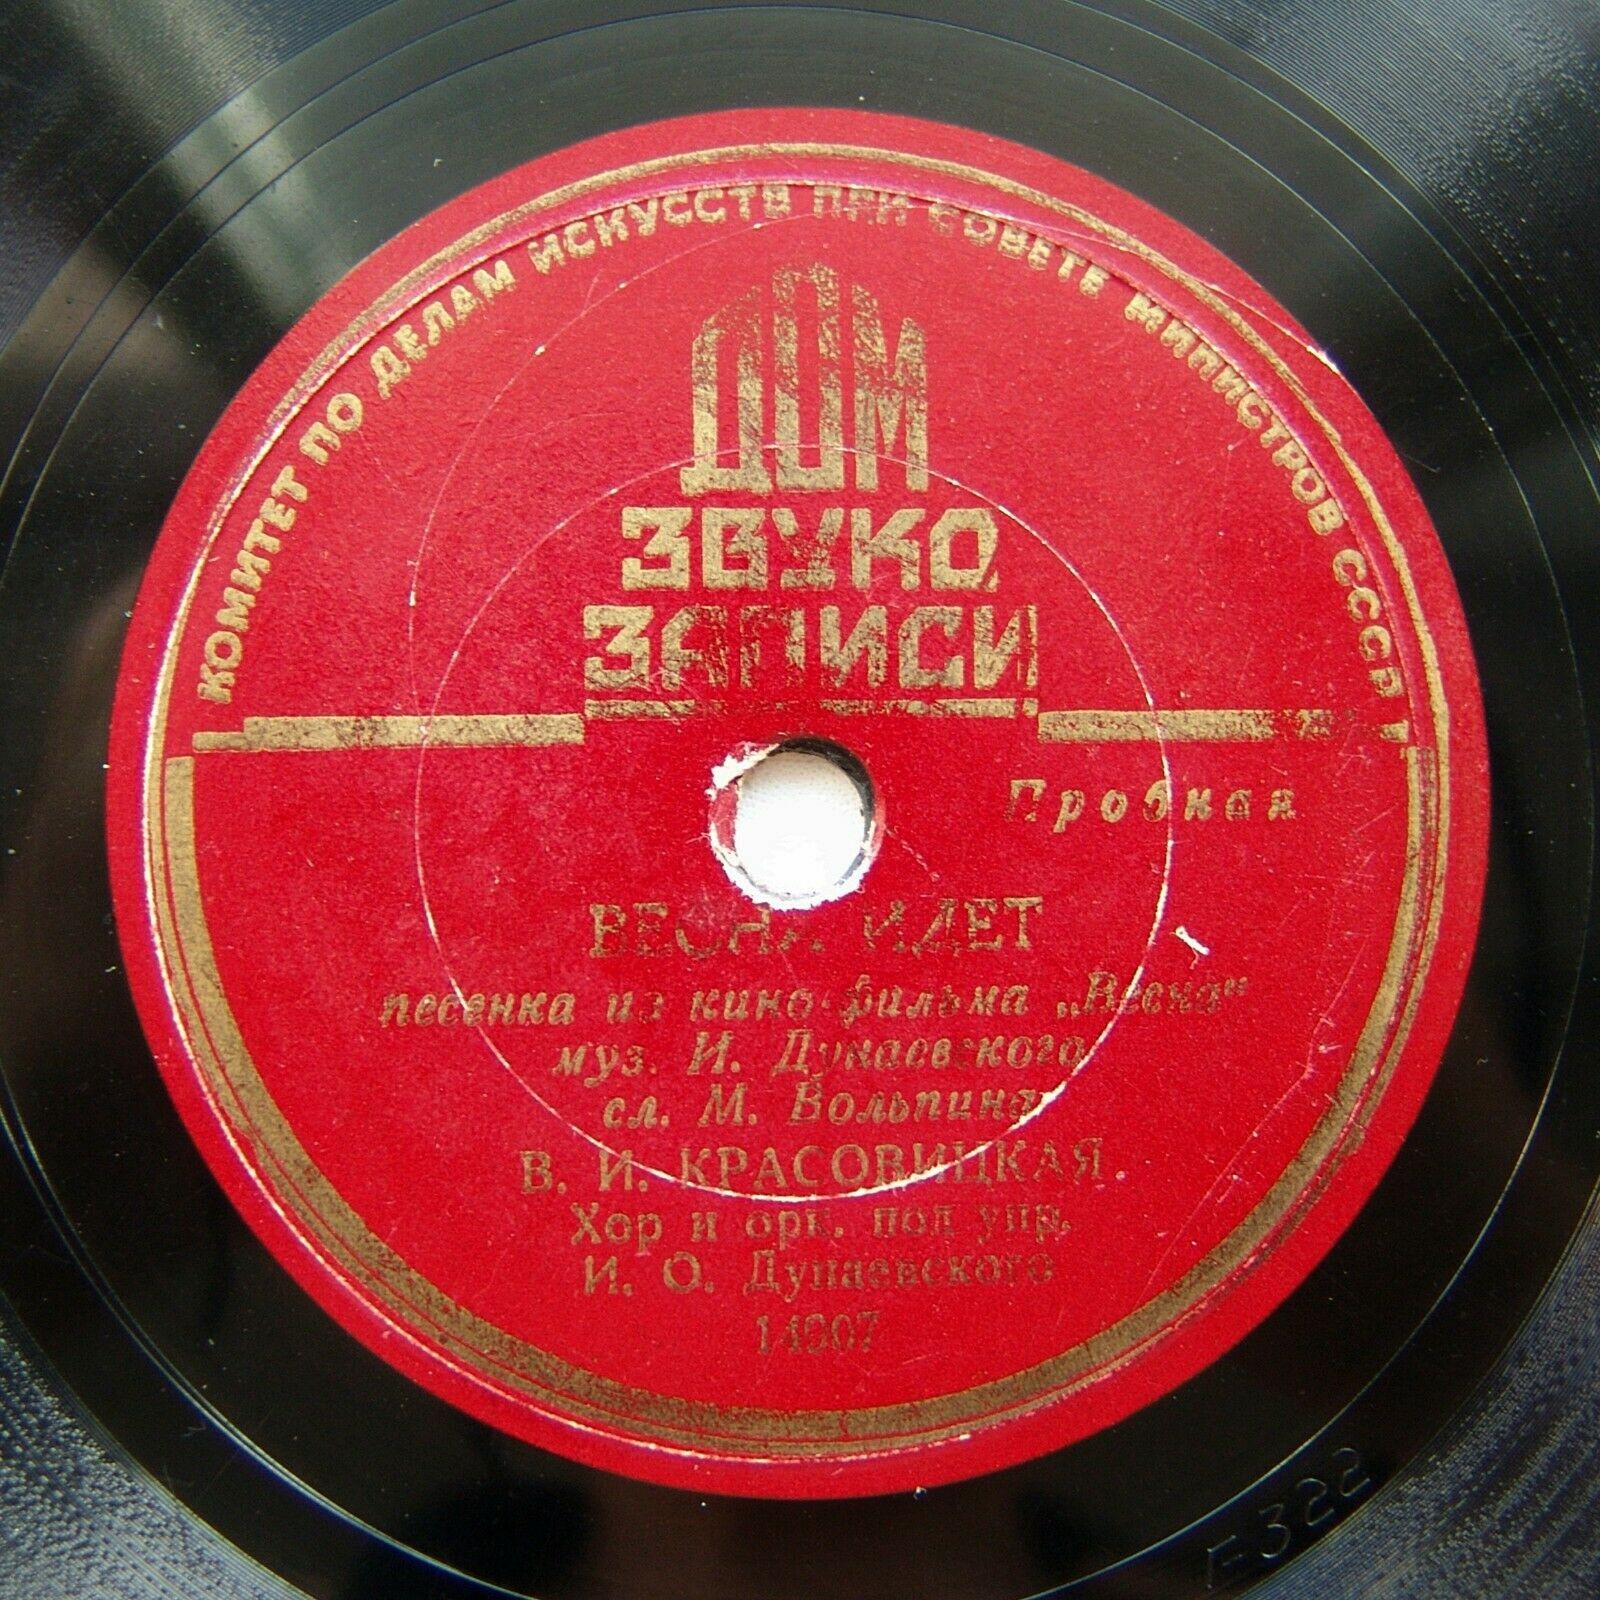 КОМИТЕТ ПО ДЕЛАМ ИСКУССТВ ПРИ СОВЕТЕ МИНИСТРОВ СССР
ДОМ
ЗВУКО
ЗАПИСИ
Пробная
ВЕСНА ИДЕТ
песенка из кино-фильма „Весна“
муз. И. Дунаевского
сл. М. Вольпина
В. И. КРАСОВИЦКАЯ.
Хор и орк. под упр.
И. О. Дунаевского